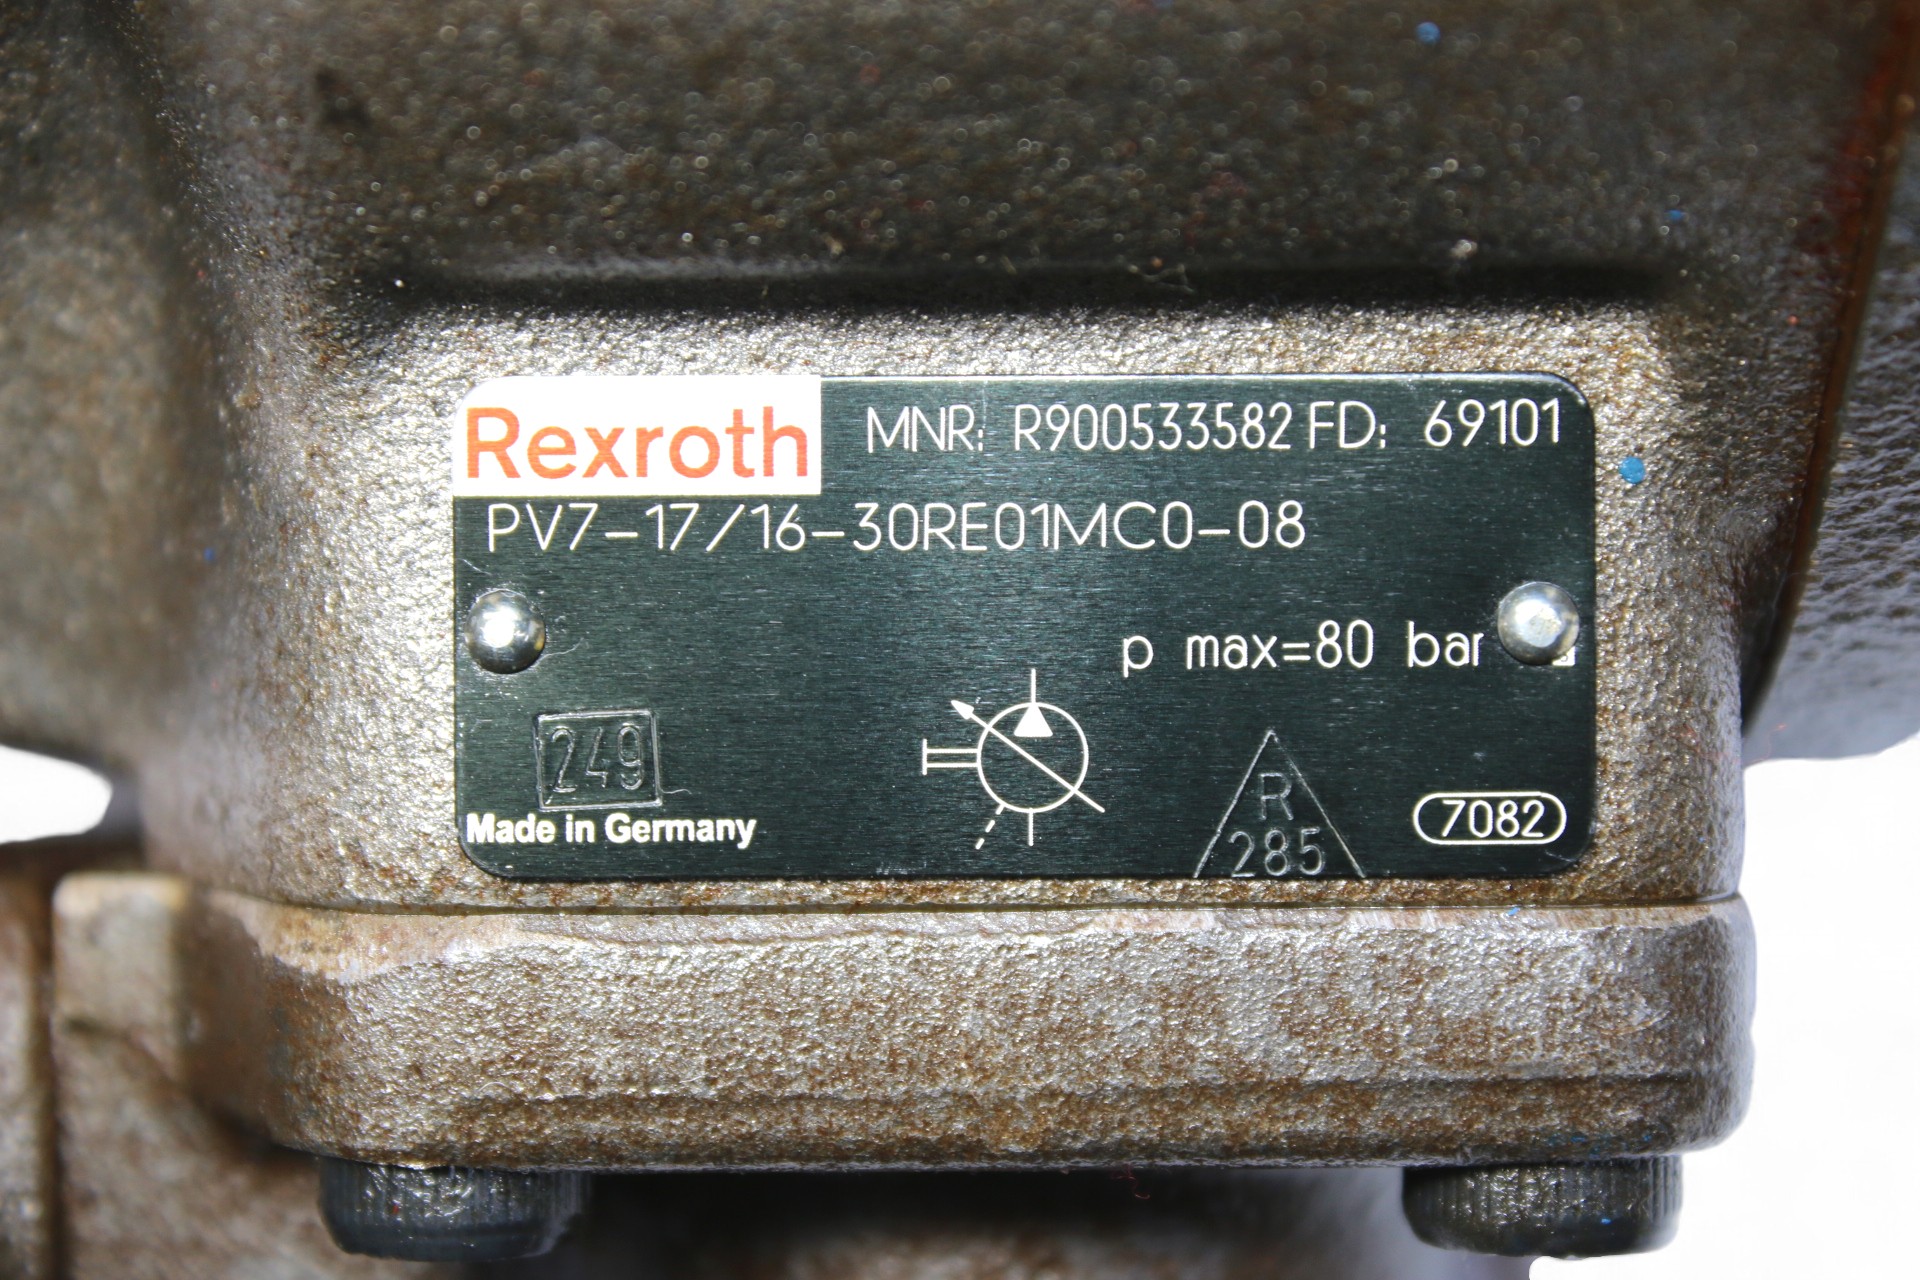 Rexroth MNR: R900533582 FD: 69101
PV7-17/16-30RE01MC0-08
p max=80 bar
249
R
285
7082
Made in Germany